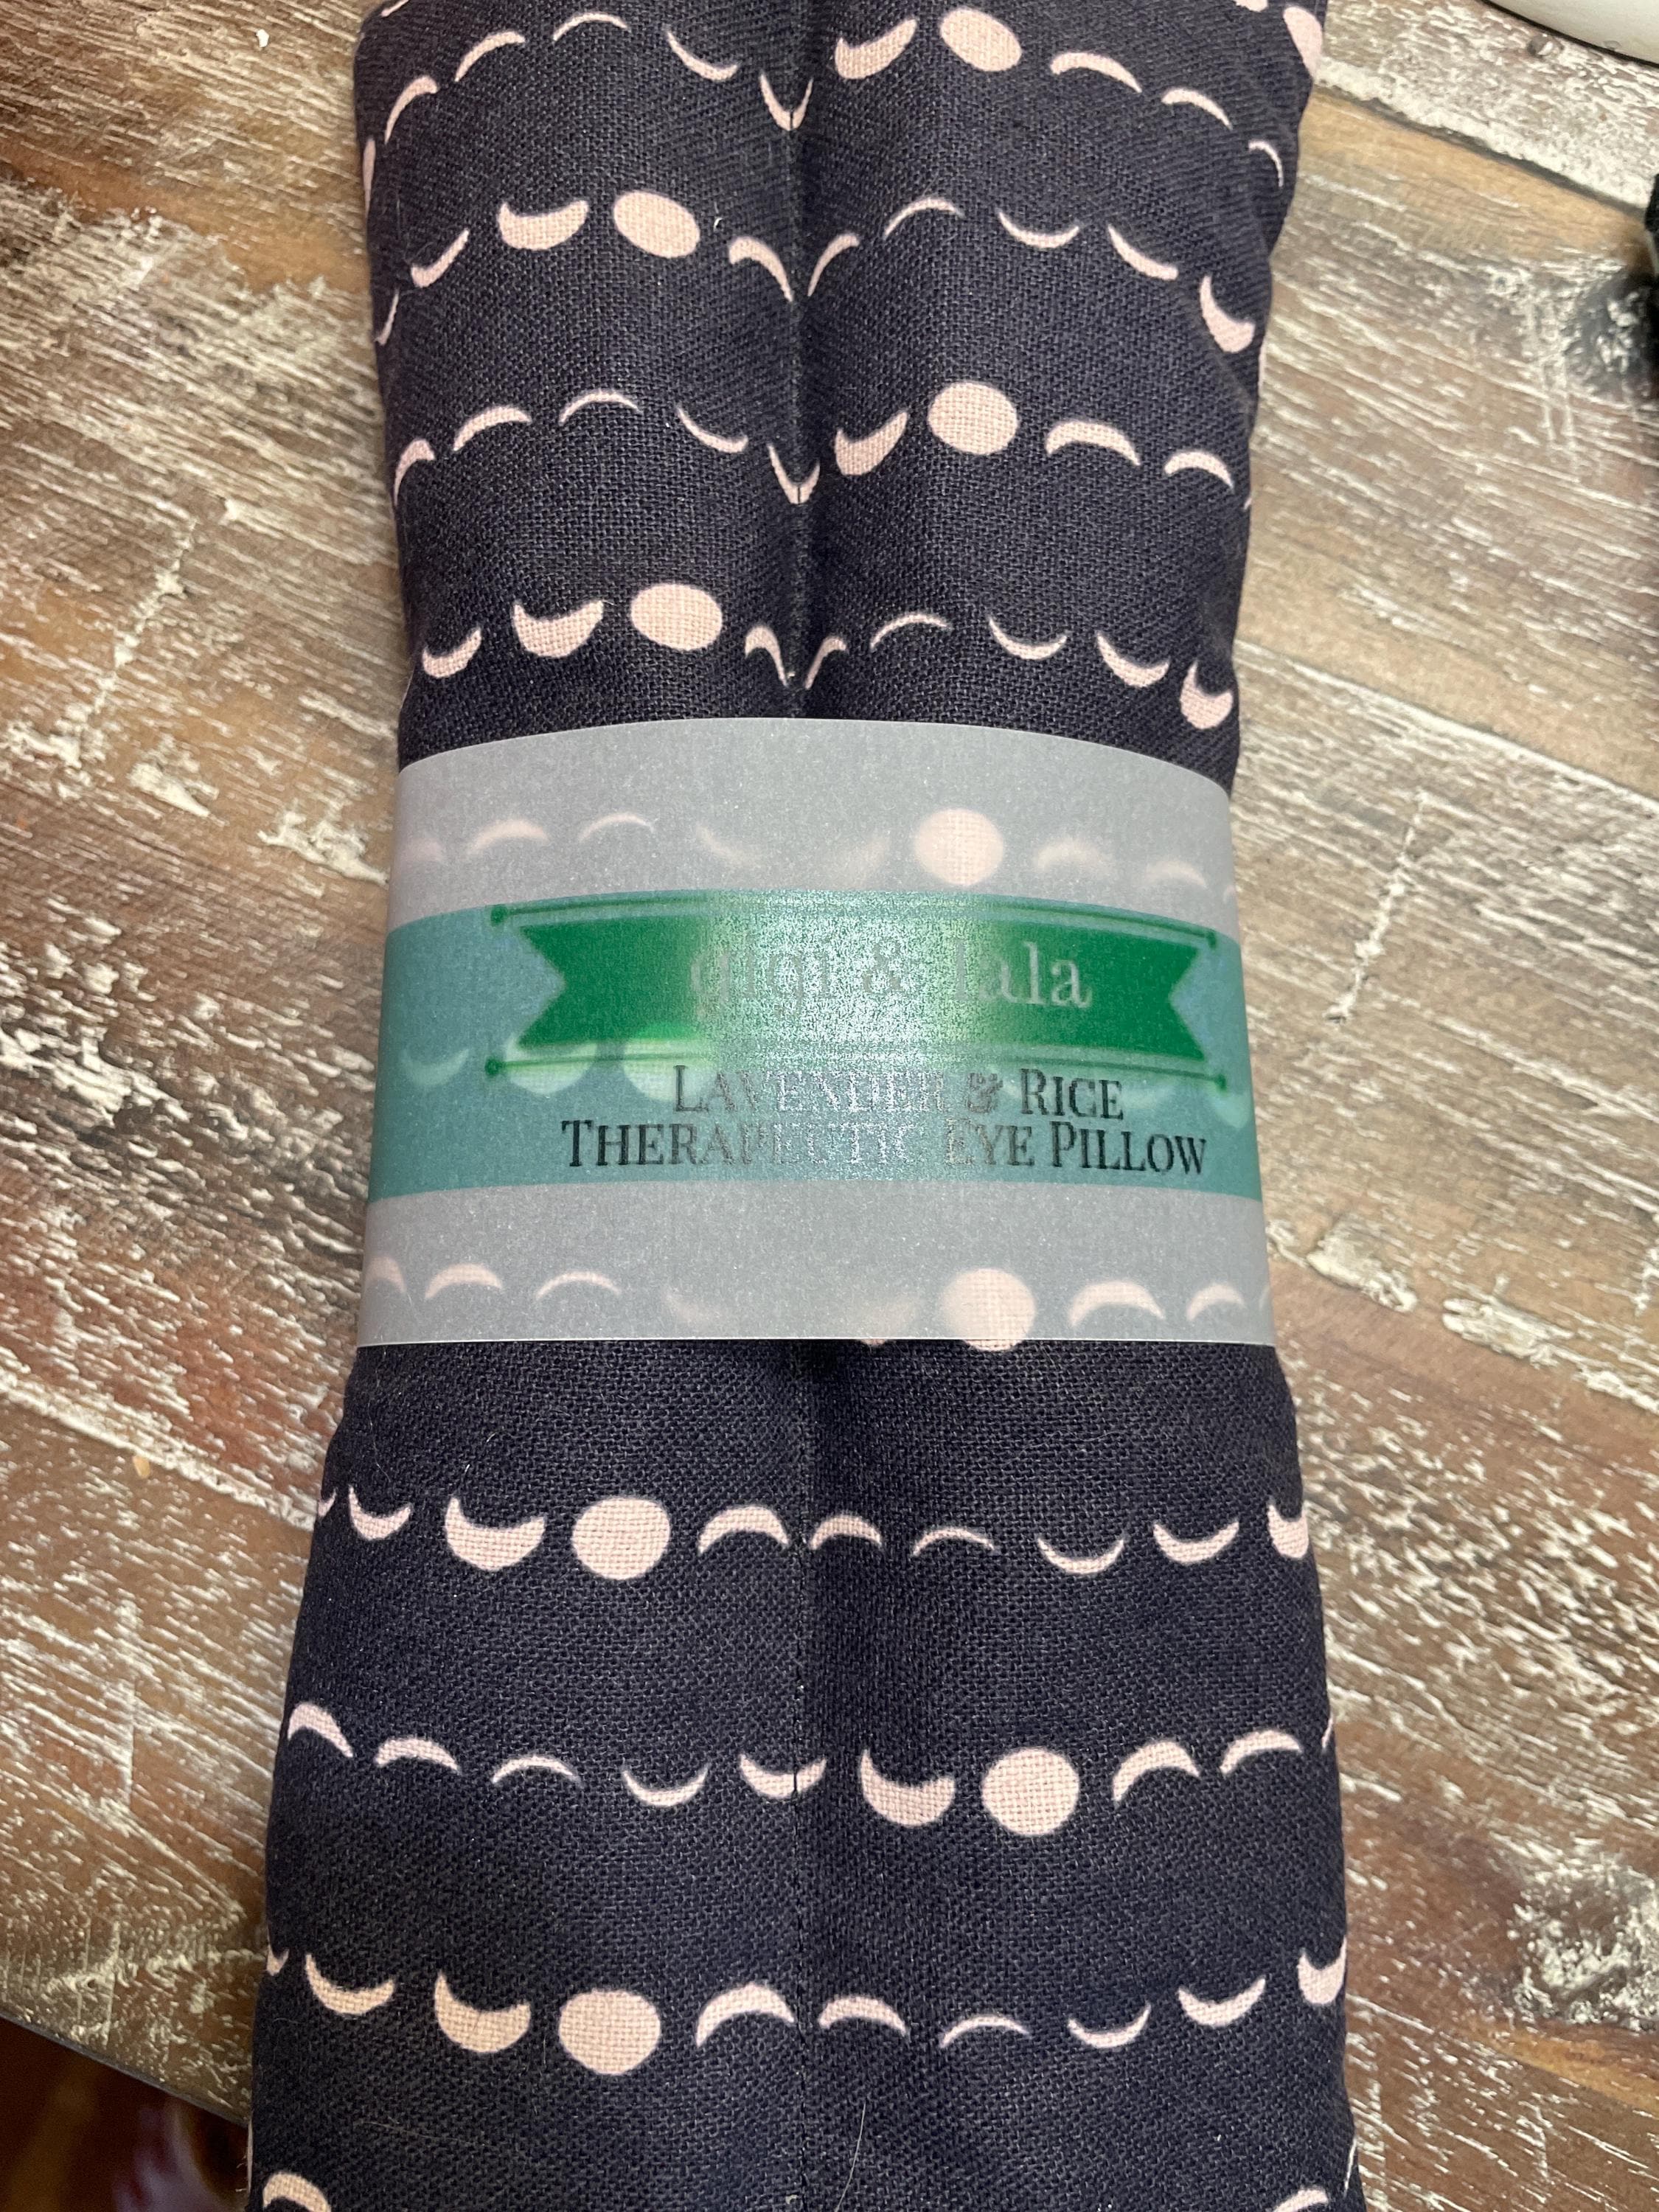 gigi & lala
LAVENDER & RICE
THERAPEUTIC EYE PILLOW